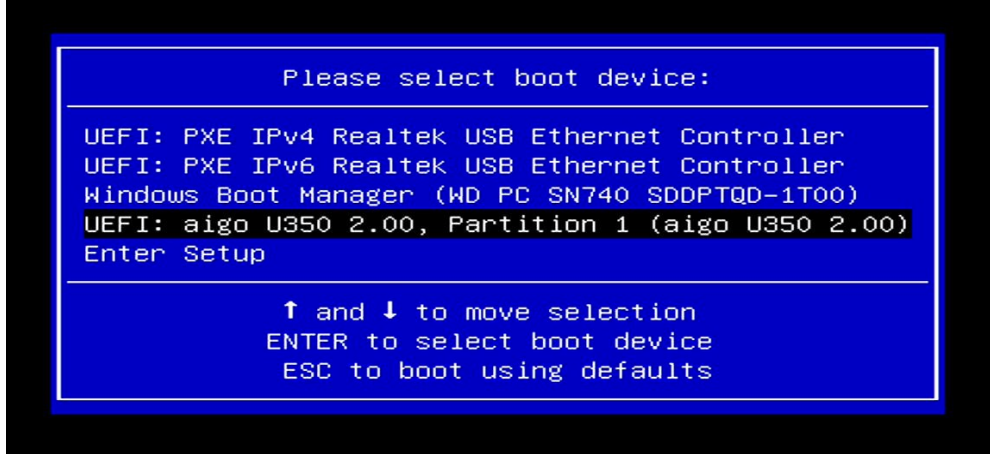 Please select boot device:
UEFI: PXE IPv4 Realtek USB Ethernet Controller
UEFI: PXE IPv6 Realtek USB Ethernet Controller
Windows Boot Manager (WD PC SN740 SDDPTQD-1T00)
UEFI: aigo U350 2.00, Partition 1 (aigo U350 2.00)
Enter Setup
↑ and ↓ to move selection
ENTER to select boot device
ESC to boot using defaults